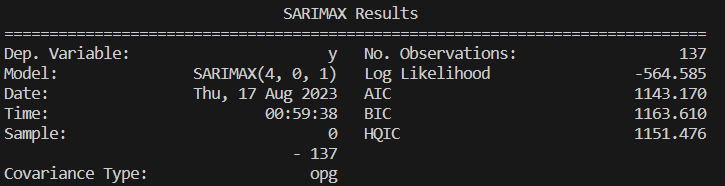 SARIMAX Results
==============================================================================
Dep. Variable:                      y   No. Observations:                  137
Model:               SARIMAX(4, 0, 1)   Log Likelihood                -564.585
Date:                Thu, 17 Aug 2023   AIC                           1143.170
Time:                        00:59:38   BIC                           1163.610
Sample:                             0   HQIC                          1151.476
- 137
Covariance Type:                  opg